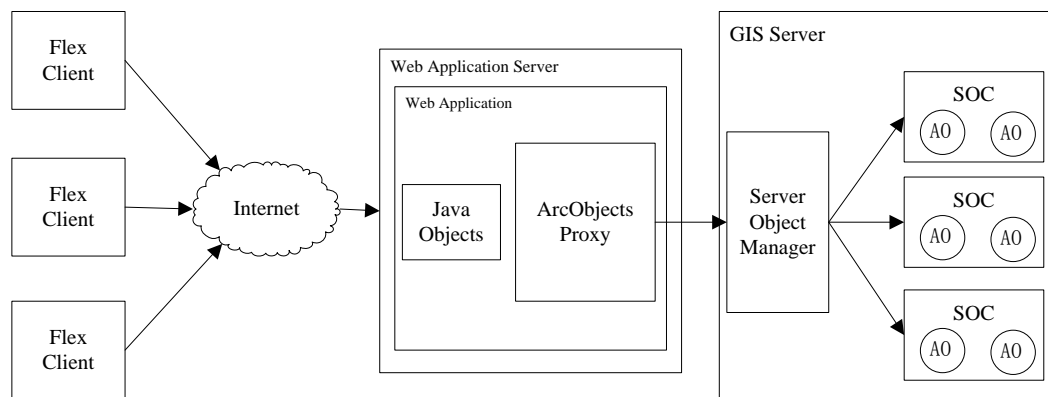 Flex
Client
Flex
Client
Flex
Client
Internet
Web Application Server
Web Application
Java
Objects
ArcObjects
Proxy
GIS Server
Server
Object
Manager
SOC
AO AO
SOC
AO AO
SOC
AO AO